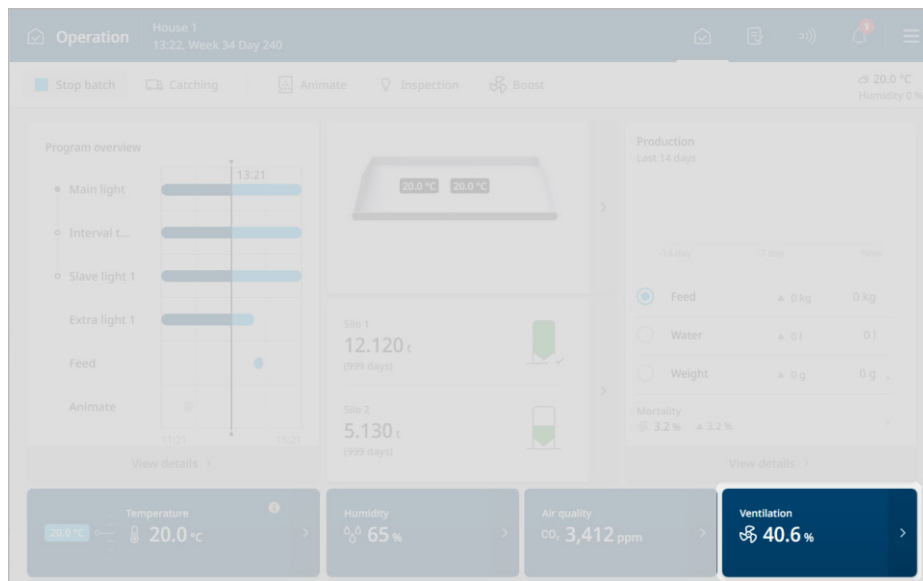 Operation
House 1
13:22, Week 34 Day 240
1
Stop batch
Catching
Animate
Inspection
Boost
20.0 °C
Humidity 0 %
Program overview
13:21
Main light
Interval t...
Slave light 1
Extra light 1
Feed
Animate
11:21
15:21
View details
20.0 °C
20.0 °C
Silo 1
12.120 t
(999 days)
Silo 2
5.130 t
(999 days)
Production
Last 14 days
-14 day
-7 day
Now
Feed
0 kg
0 kg
Water
0 l
0 l
Weight
0 g
0 g
Mortality
3.2 %
3.2 %
View details
Temperature
20.0 °C
20.0 °C
Humidity
65 %
Air quality
CO₂ 3,412 ppm
Ventilation
40.6 %